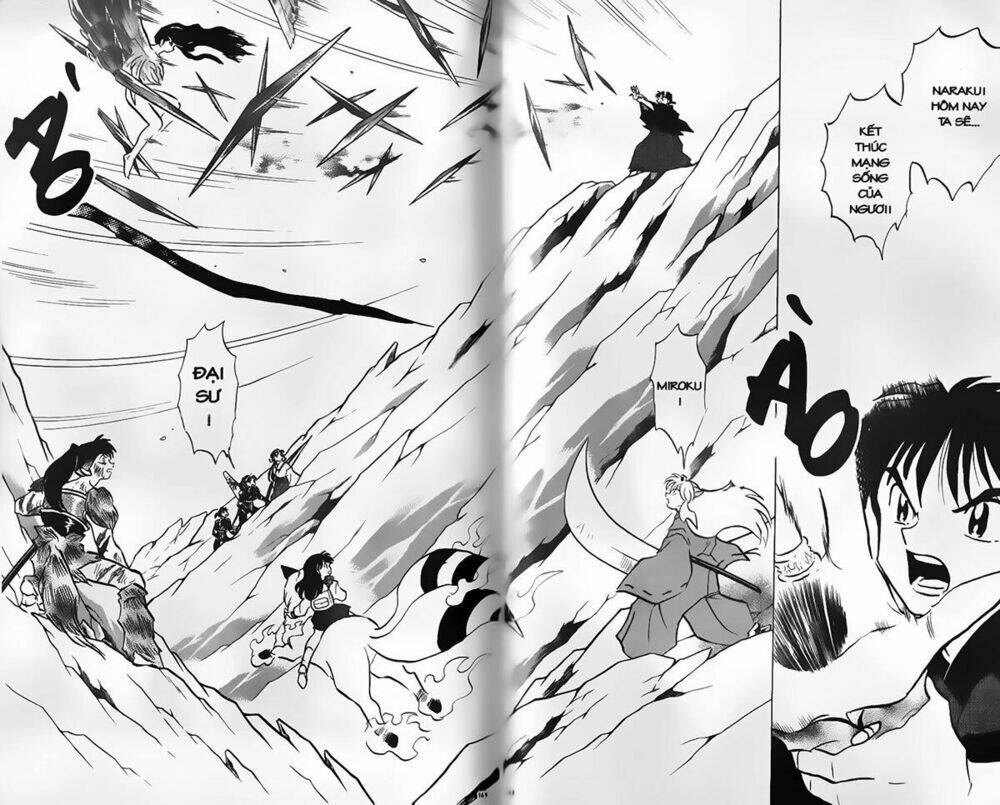 NARAKU!
HÔM NAY
TA SẼ...
KẾT
THÚC
MẠNG
SỐNG
CỦA
NGƯƠI!
ÀO
MIROKU
!
ĐẠI
SƯ
!
ÀO